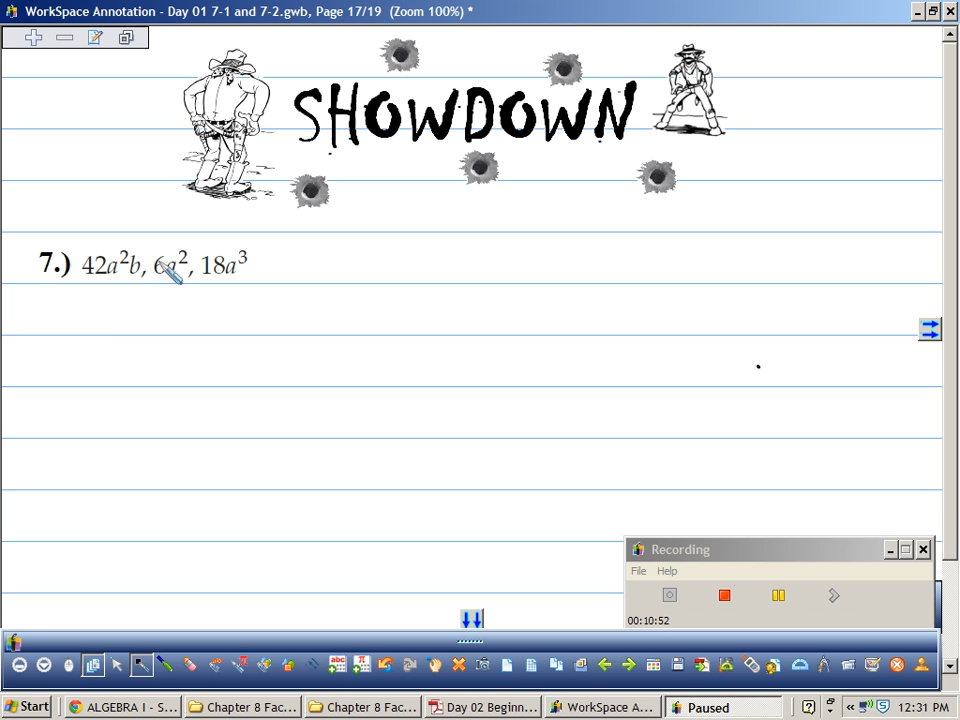 WorkSpace Annotation - Day 01 7-1 and 7-2.gwb, Page 17/19 (Zoom 100%) *
SHOWDOWN
7.) 42a²b, 6a², 18a³
Recording
File Help
00:10:52
abc
π
Start
ALGEBRA I - S...
Chapter 8 Fac...
Chapter 8 Fac...
Day 02 Beginn...
WorkSpace A...
Paused
12:31 PM